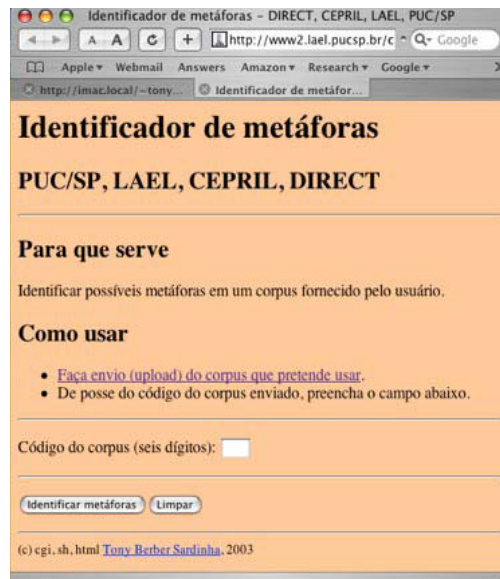 Identificador de metáforas – DIRECT, CEPRIL, LAEL, PUC/SP
A A C + http://www2.lael.pucsp.br/c Q- Google
Apple Webmail Answers Amazon Research Google
http://imac.local/~tony... Identificador de metáfor...
Identificador de metáforas
PUC/SP, LAEL, CEPRIL, DIRECT
Para que serve
Identificar possíveis metáforas em um corpus fornecido pelo usuário.
Como usar
• Faça envio (upload) do corpus que pretende usar.
• De posse do código do corpus enviado, preencha o campo abaixo.
Código do corpus (seis dígitos):
Identificar metáforas Limpar
(c) cgi, sh, html Tony Berber Sardinha, 2003